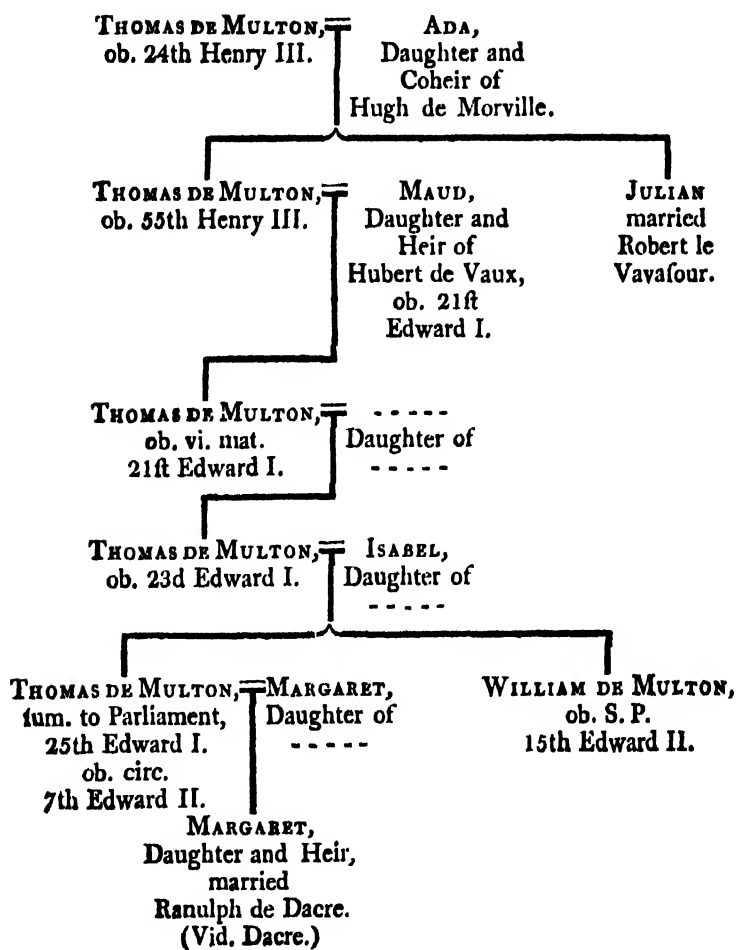 THOMAS DE MULTON,
ob. 24th Henry III.
ADA,
Daughter and
Coheir of
Hugh de Morville.
THOMAS DE MULTON,
ob. 55th Henry III.
MAUD,
Daughter and
Heir of
Hubert de Vaux,
ob. 21ſt
Edward I.
JULIAN
married
Robert le
Vavaſour.
THOMAS DE MULTON,
ob. vi. mat.
21ſt Edward I.
- - - - -
Daughter of
- - - - -
THOMAS DE MULTON,
ob. 23d Edward I.
ISABEL,
Daughter of
- - - - -
THOMAS DE MULTON,
ſum. to Parliament,
25th Edward I.
ob. circ.
7th Edward II.
MARGARET,
Daughter of
- - - - -
WILLIAM DE MULTON,
ob. S. P.
15th Edward II.
MARGARET,
Daughter and Heir,
married
Ranulph de Dacre.
(Vid. Dacre.)